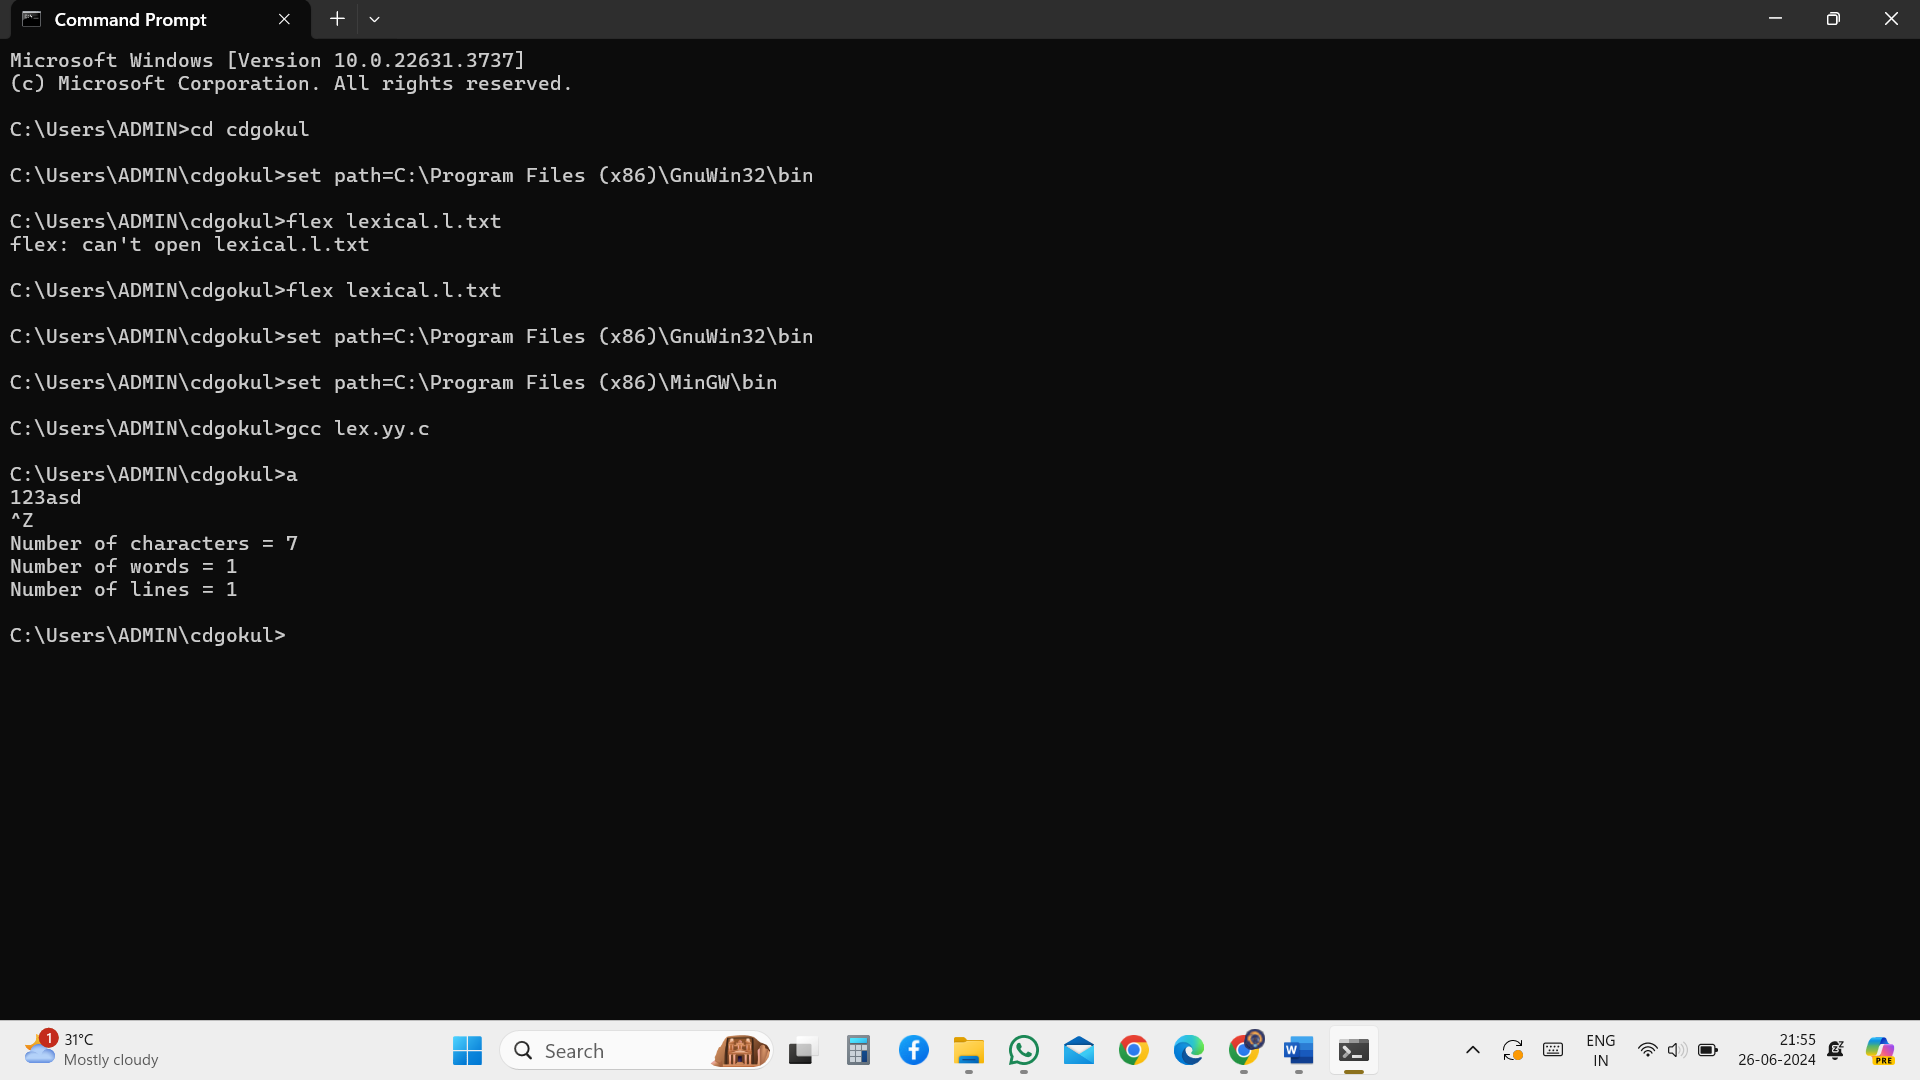 Command Prompt
Microsoft Windows [Version 10.0.22631.3737]
(c) Microsoft Corporation. All rights reserved.
C:\Users\ADMIN>cd cdgokul
C:\Users\ADMIN\cdgokul>set path=C:\Program Files (x86)\GnuWin32\bin
C:\Users\ADMIN\cdgokul>flex lexical.l.txt
flex: can't open lexical.l.txt
C:\Users\ADMIN\cdgokul>flex lexical.l.txt
C:\Users\ADMIN\cdgokul>set path=C:\Program Files (x86)\GnuWin32\bin
C:\Users\ADMIN\cdgokul>set path=C:\Program Files (x86)\MinGW\bin
C:\Users\ADMIN\cdgokul>gcc lex.yy.c
C:\Users\ADMIN\cdgokul>a
123asd
^Z
Number of characters = 7
Number of words = 1
Number of lines = 1
C:\Users\ADMIN\cdgokul>
1
31°C
Mostly cloudy
Search
W
ENG
IN
21:55
26-06-2024
PRE